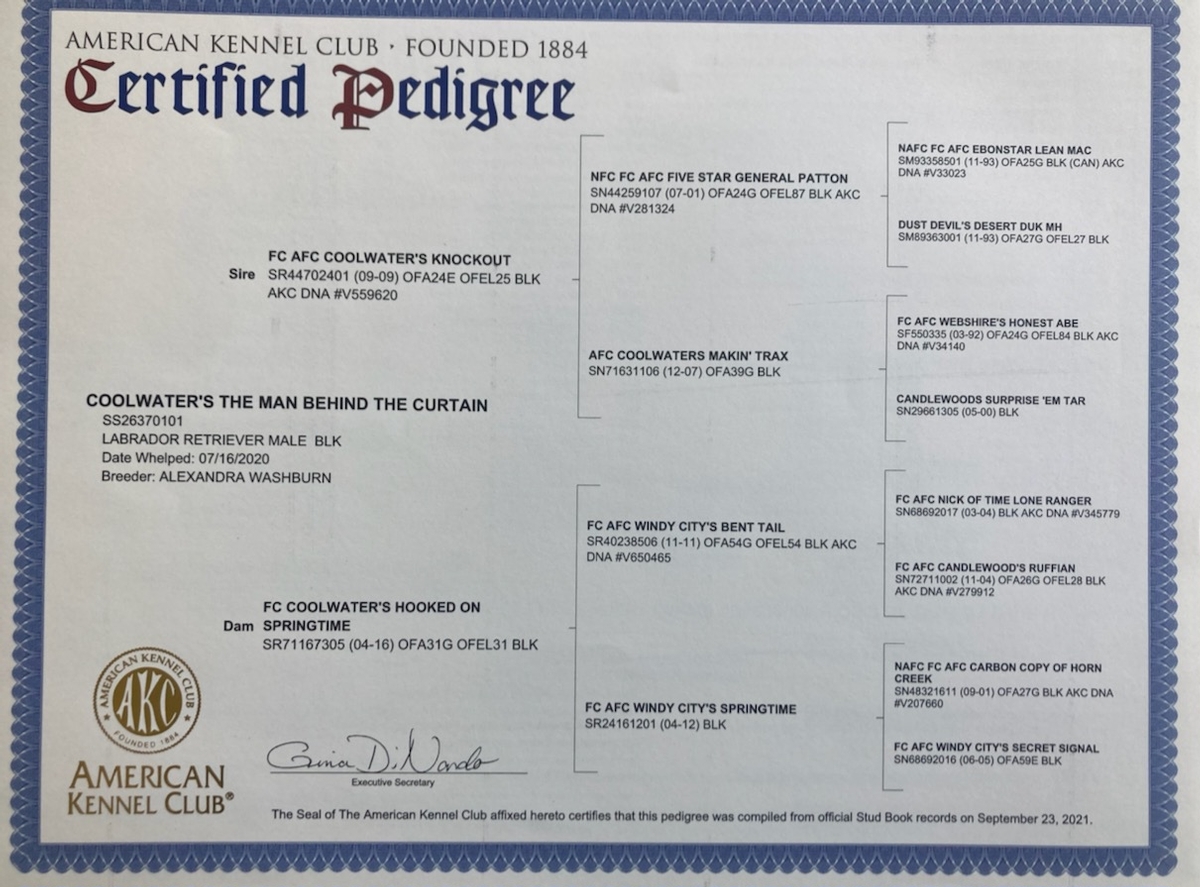 AMERICAN KENNEL CLUB · FOUNDED 1884
Certified Pedigree
COOLWATER'S THE MAN BEHIND THE CURTAIN
SS26370101
LABRADOR RETRIEVER MALE BLK
Date Whelped: 07/16/2020
Breeder: ALEXANDRA WASHBURN
Sire
FC AFC COOLWATER'S KNOCKOUT
SR44702401 (09-09) OFA24E OFEL25 BLK
AKC DNA #V559620
FC COOLWATER'S HOOKED ON
Dam SPRINGTIME
SR71167305 (04-16) OFA31G OFEL31 BLK
NFC FC AFC FIVE STAR GENERAL PATTON
SN44259107 (07-01) OFA24G OFEL87 BLK AKC
DNA #V281324
AFC COOLWATERS MAKIN' TRAX
SN71631106 (12-07) OFA39G BLK
FC AFC WINDY CITY'S BENT TAIL
SR40238506 (11-11) OFA54G OFEL54 BLK AKC
DNA #V650465
FC AFC WINDY CITY'S SPRINGTIME
SR24161201 (04-12) BLK
NAFC FC AFC EBONSTAR LEAN MAC
SM93358501 (11-93) OFA25G BLK (CAN) AKC
DNA #V33023
DUST DEVIL'S DESERT DUK MH
SM89363001 (11-93) OFA27G OFEL27 BLK
FC AFC WEBSHIRE'S HONEST ABE
SF550335 (03-92) OFA24G OFEL84 BLK AKC
DNA #V34140
CANDLEWOODS SURPRISE 'EM TAR
SN29661305 (05-00) BLK
FC AFC NICK OF TIME LONE RANGER
SN68692017 (03-04) BLK AKC DNA #V345779
FC AFC CANDLEWOOD'S RUFFIAN
SN72711002 (11-04) OFA26G OFEL28 BLK
AKC DNA #V279912
NAFC FC AFC CARBON COPY OF HORN
CREEK
SN48321611 (09-01) OFA27G BLK AKC DNA
#V207660
FC AFC WINDY CITY'S SECRET SIGNAL
SN68692016 (06-05) OFA59E BLK
AMERICAN KENNEL CLUB
AKC
FOUNDED 1884
AMERICAN
KENNEL CLUB®
Gina DiNardo
Executive Secretary
The Seal of The American Kennel Club affixed hereto certifies that this pedigree was compiled from official Stud Book records on September 23, 2021.